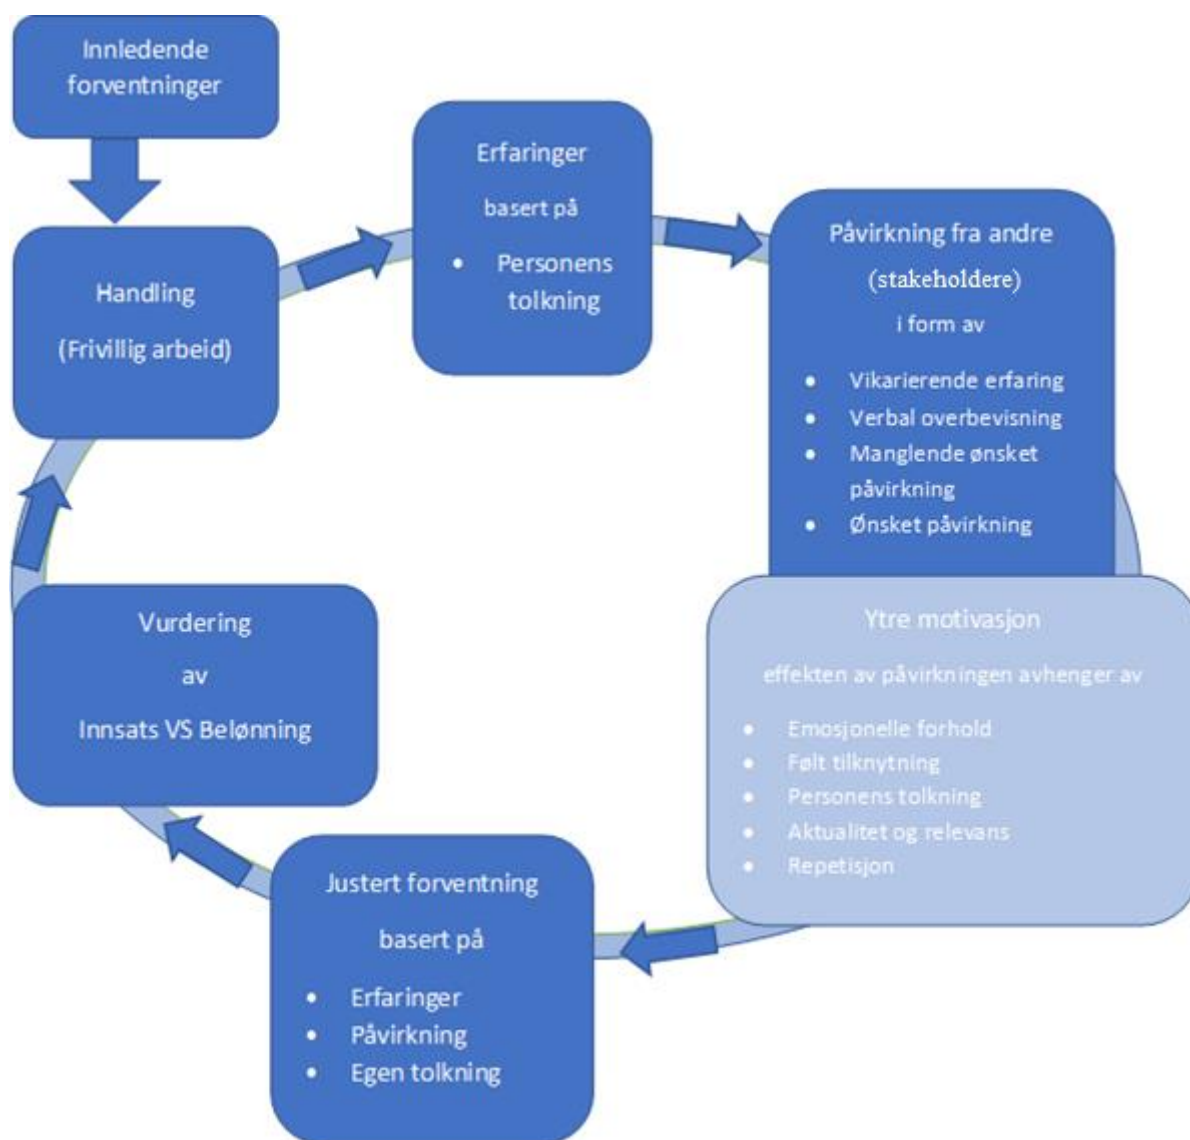 Innledende
forventninger
Handling
(Frivillig arbeid)
Erfaringer
basert på
• Personens
tolkning
Påvirkning fra andre
(stakeholdere)
i form av
• Vikarierende erfaring
• Verbal overbevisning
• Manglende ønsket
påvirkning
• Ønsket påvirkning
Ytre motivasjon
effekten av påvirkningen avhenger av
• Emosjonelle forhold
• Følt tilknytning
• Personens tolkning
• Aktualitet og relevans
• Repetisjon
Justert forventning
basert på
• Erfaringer
• Påvirkning
• Egen tolkning
Vurdering
av
Innsats VS Belønning